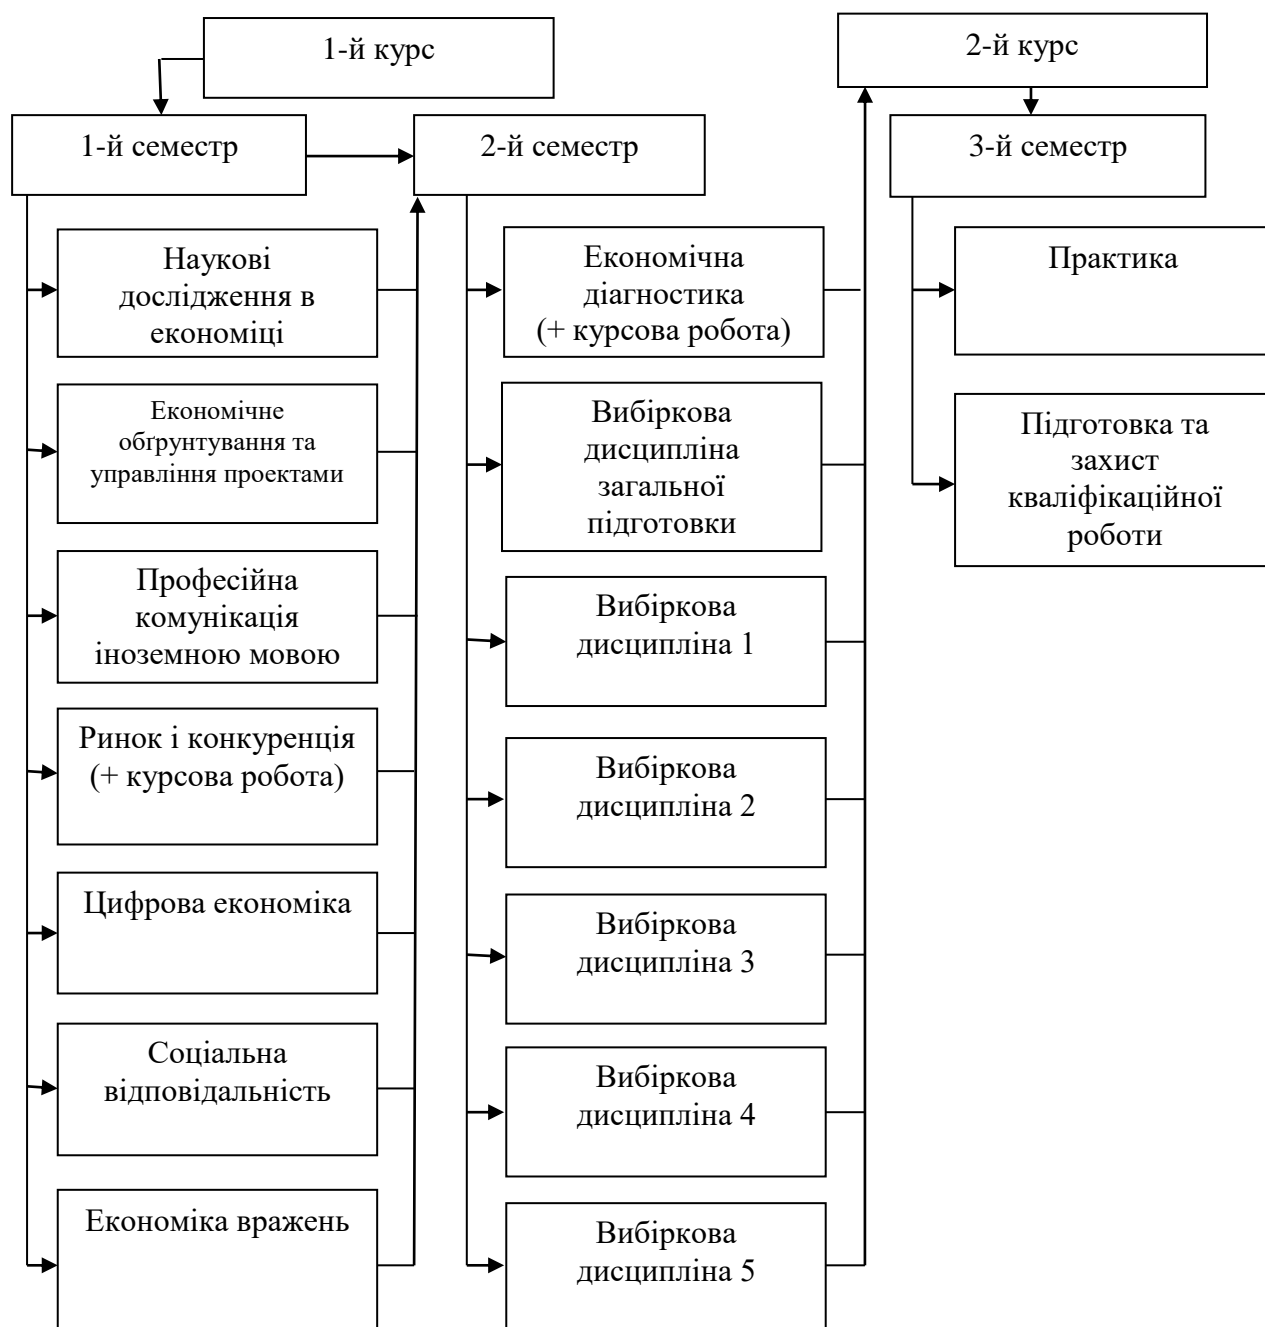 1-й курс
2-й курс
1-й семестр
2-й семестр
3-й семестр
Наукові
дослідження в
економіці
Економічне
обґрунтування та
управління проектами
Професійна
комунікація
іноземною мовою
Ринок і конкуренція
(+ курсова робота)
Цифрова економіка
Соціальна
відповідальність
Економіка вражень
Економічна
діагностика
(+ курсова робота)
Вибіркова
дисципліна
загальної
підготовки
Вибіркова
дисципліна 1
Вибіркова
дисципліна 2
Вибіркова
дисципліна 3
Вибіркова
дисципліна 4
Вибіркова
дисципліна 5
Практика
Підготовка та
захист
кваліфікаційної
роботи